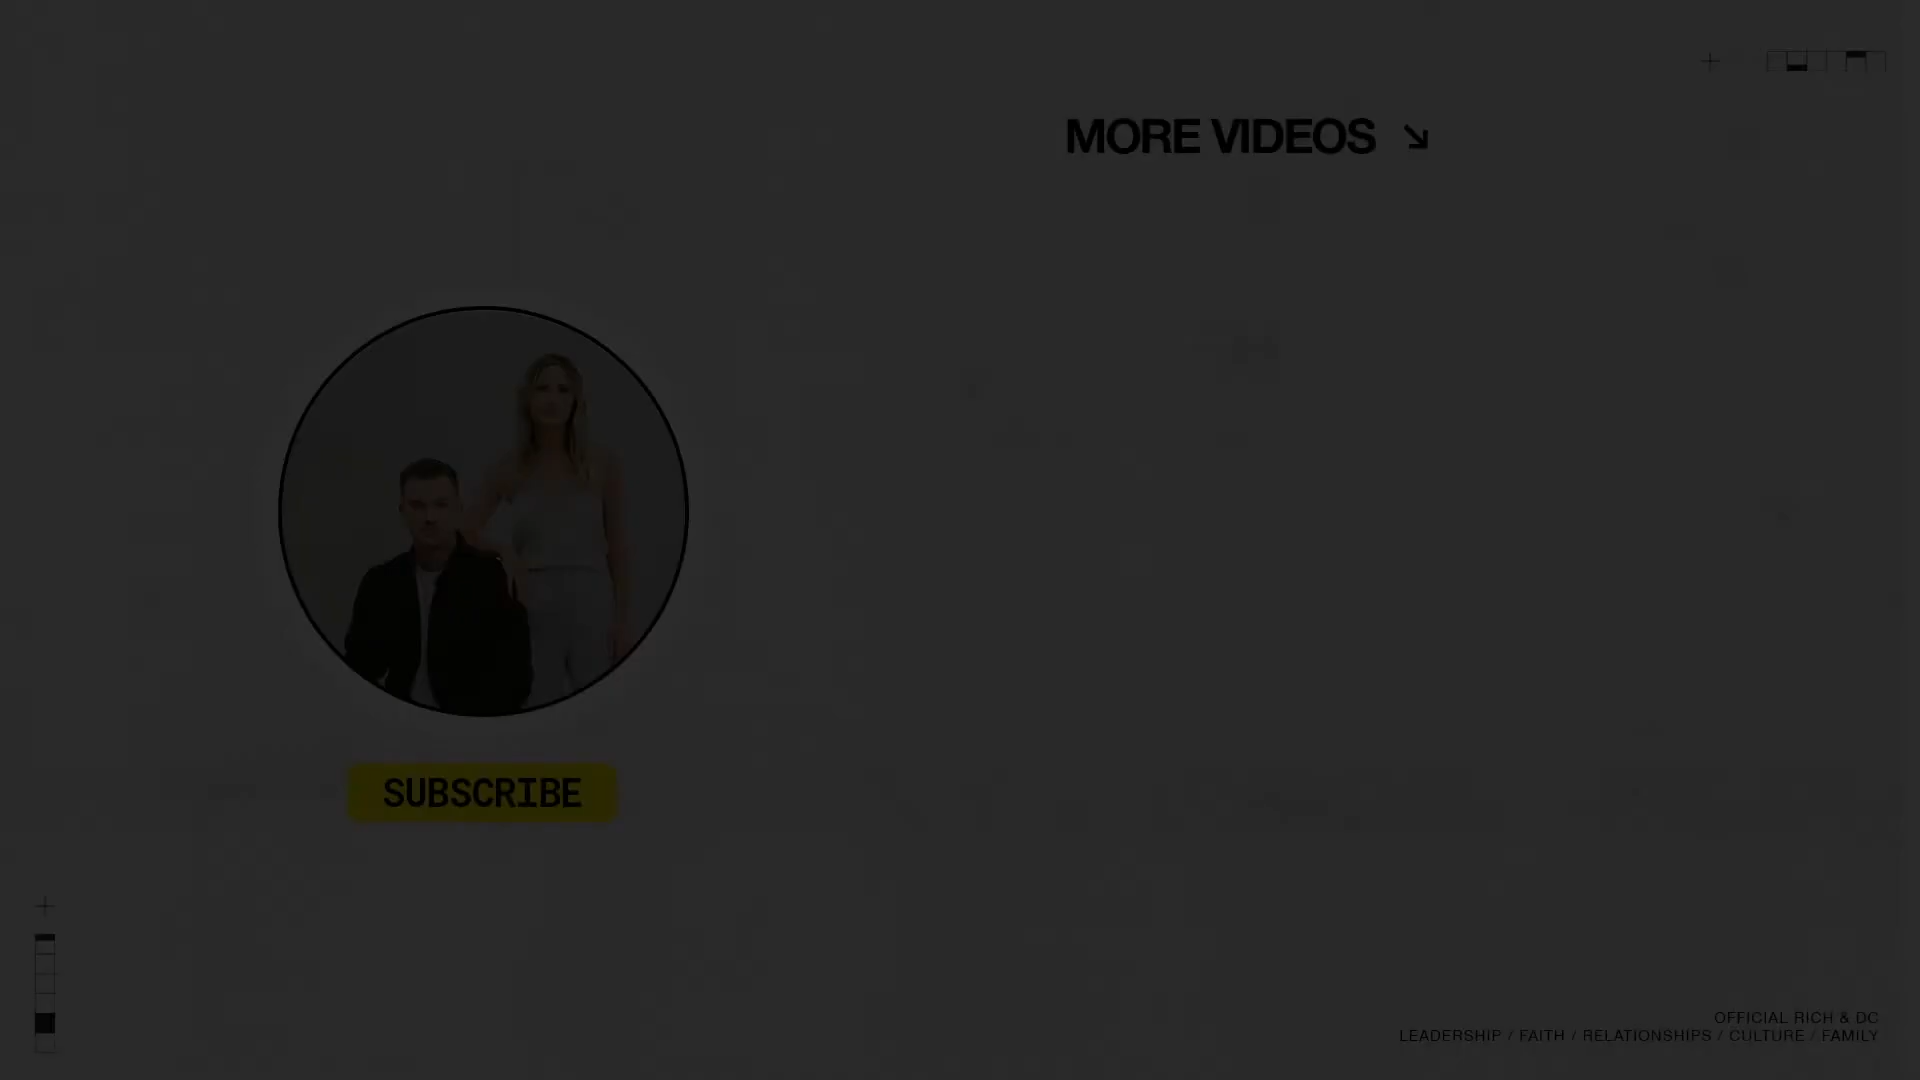 MORE VIDEOS ↘
SUBSCRIBE
OFFICIAL RICH & DC
LEADERSHIP / FAITH / RELATIONSHIPS / CULTURE / FAMILY